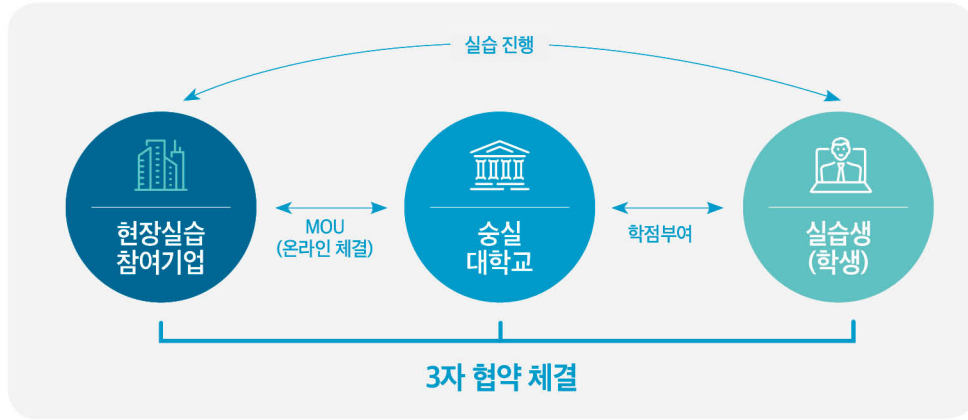 실습 진행
현장실습
참여기업
MOU
(온라인 체결)
숭실
대학교
학점부여
실습생
(학생)
3자 협약 체결